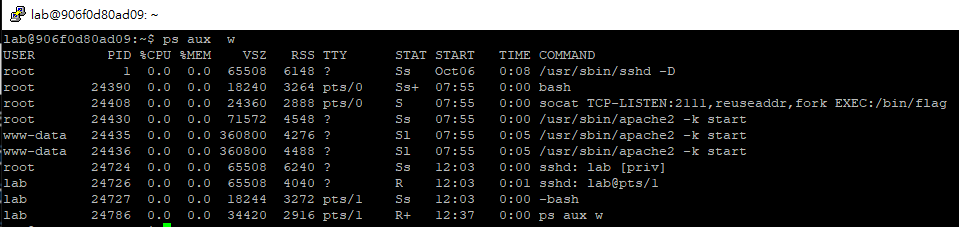 lab@906f0d80ad09: ~
lab@906f0d80ad09:~$ ps aux  w
USER       PID %CPU %MEM    VSZ   RSS TTY      STAT START   TIME COMMAND
root         1  0.0  0.0  65508  6148 ?        Ss   Oct06   0:08 /usr/sbin/sshd -D
root     24390  0.0  0.0  18240  3264 pts/0    Ss+  07:55   0:00 bash
root     24408  0.0  0.0  24360  2888 pts/0    S    07:55   0:00 socat TCP-LISTEN:2111,reuseaddr,fork EXEC:/bin/flag
root     24430  0.0  0.0  71572  4548 ?        Ss   07:55   0:00 /usr/sbin/apache2 -k start
www-data 24435  0.0  0.0 360800  4276 ?        Sl   07:55   0:05 /usr/sbin/apache2 -k start
www-data 24436  0.0  0.0 360800  4488 ?        Sl   07:55   0:05 /usr/sbin/apache2 -k start
root     24724  0.0  0.0  65508  6240 ?        Ss   12:03   0:00 sshd: lab [priv]
lab      24726  0.0  0.0  65508  4040 ?        R    12:03   0:01 sshd: lab@pts/1
lab      24727  0.0  0.0  18244  3272 pts/1    Ss   12:03   0:00 -bash
lab      24786  0.0  0.0  34420  2916 pts/1    R+   12:37   0:00 ps aux w